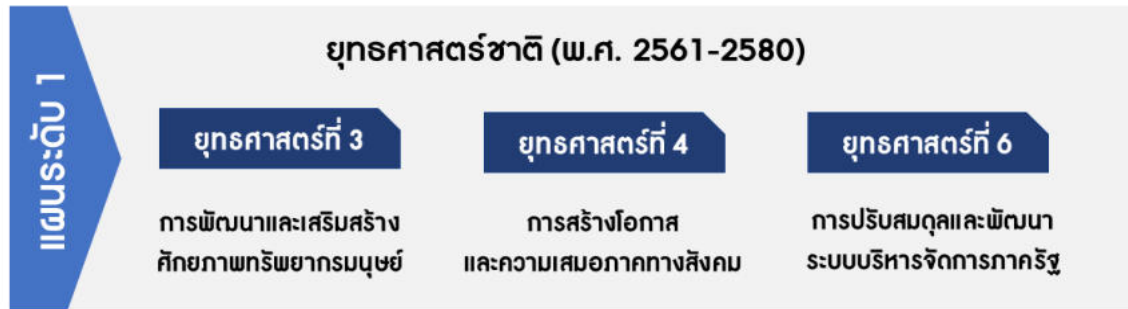 แผนระดับ 1
ยุทธศาสตร์ชาติ (พ.ศ. 2561-2580)
ยุทธศาสตร์ที่ 3
การพัฒนาและเสริมสร้าง
ศักยภาพทรัพยากรมนุษย์
ยุทธศาสตร์ที่ 4
การสร้างโอกาส
และความเสมอภาคทางสังคม
ยุทธศาสตร์ที่ 6
การปรับสมดุลและพัฒนา
ระบบบริหารจัดการภาครัฐ